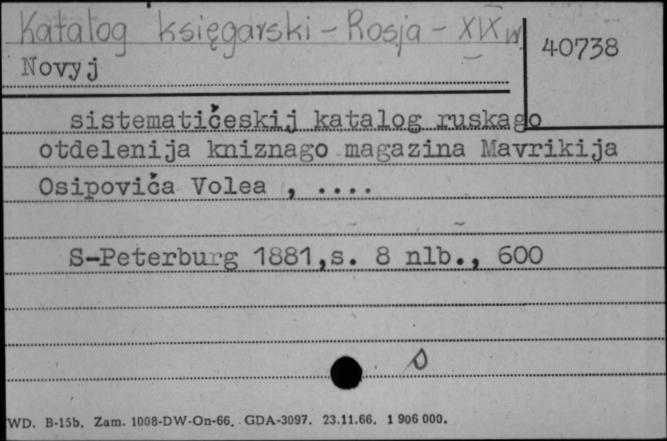 Katalog księgarski - Rosja - XIX w.
40738
Novyj
sistematičeskij katalog ruskago
otdelenija kniznago magazina Mavrikija
Osipoviča Volea , ....
S-Peterburg 1881,s. 8 nlb., 600
s
WD. B-15b. Zam. 1008-DW-On-66. GDA-3097. 23.11.66. 1 906 000.